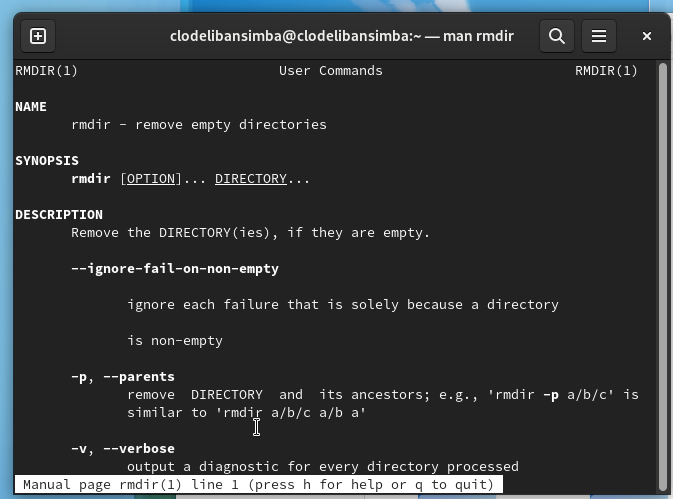 clodelibansimba@clodelibansimba:~ — man rmdir
RMDIR(1) User Commands RMDIR(1)
NAME
rmdir - remove empty directories
SYNOPSIS
rmdir [OPTION]... DIRECTORY...
DESCRIPTION
Remove the DIRECTORY(ies), if they are empty.
--ignore-fail-on-non-empty
ignore each failure that is solely because a directory
is non-empty
-p, --parents
remove DIRECTORY and its ancestors; e.g., 'rmdir -p a/b/c' is
similar to 'rmdir a/b/c a/b a'
-v, --verbose
output a diagnostic for every directory processed
Manual page rmdir(1) line 1 (press h for help or q to quit)